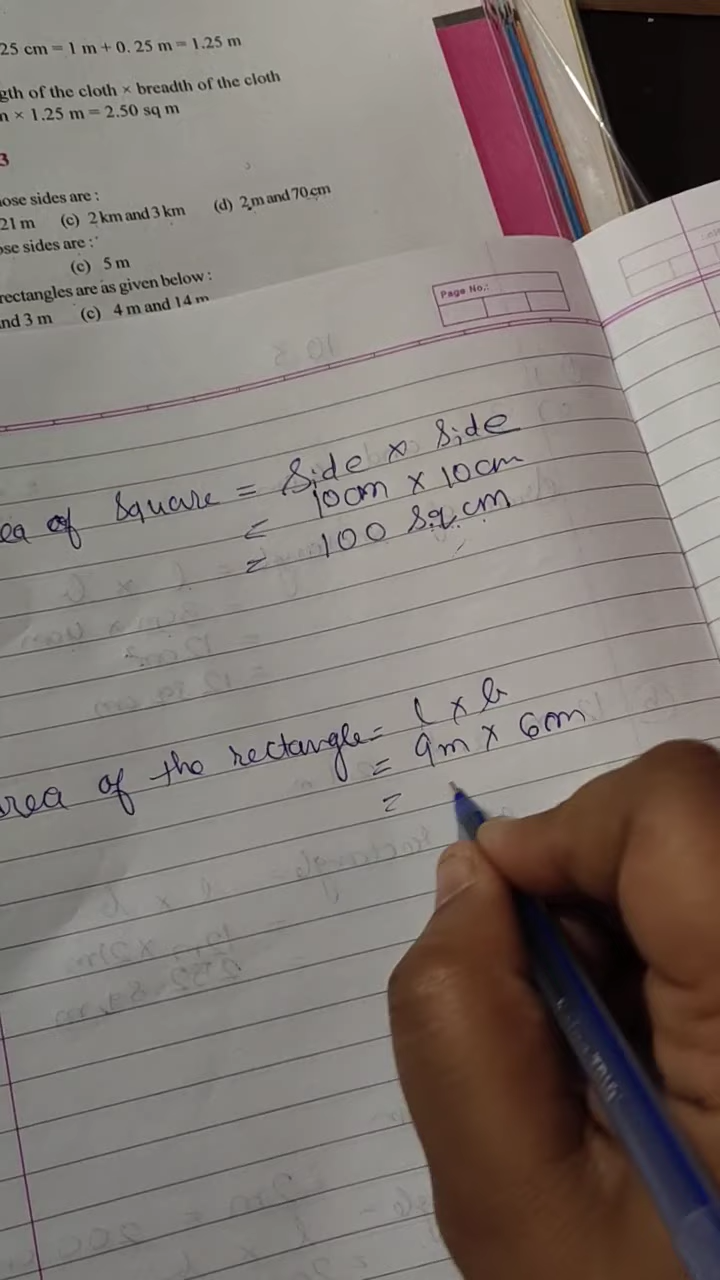 25 cm = 1 m + 0. 25 m = 1.25 m
gth of the cloth × breadth of the cloth
× 1.25 m = 2.50 sq m
3
ose sides are :
21 m (c) 2 km and 3 km (d) 2 m and 70 cm
se sides are :
(c) 5 m
rectangles are as given below :
nd 3 m (c) 4 m and 14 m
Page No.:
ea of square = Side × Side
= 10cm × 10cm
= 100 sq cm
rea of the rectangle = l × b
= 9m × 6m
=